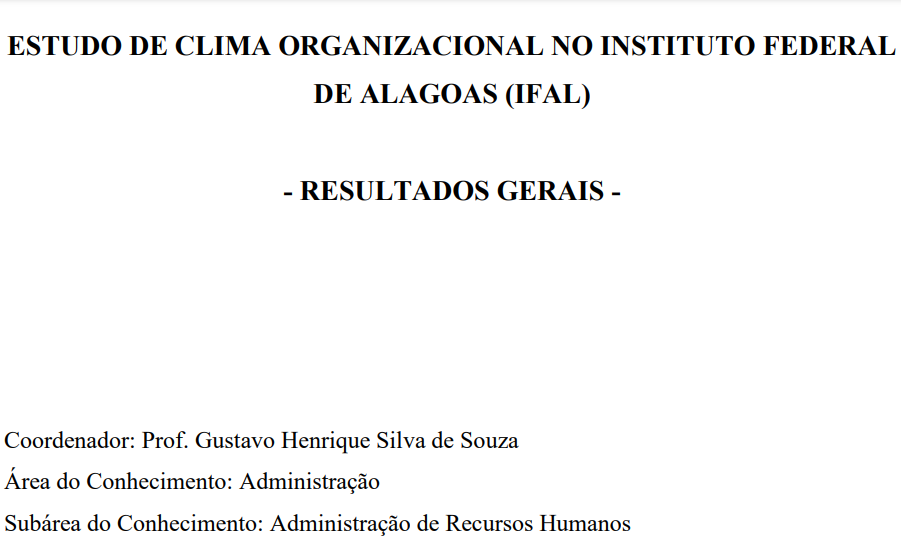 ESTUDO DE CLIMA ORGANIZACIONAL NO INSTITUTO FEDERAL
DE ALAGOAS (IFAL)
- RESULTADOS GERAIS -
Coordenador: Prof. Gustavo Henrique Silva de Souza
Área do Conhecimento: Administração
Subárea do Conhecimento: Administração de Recursos Humanos